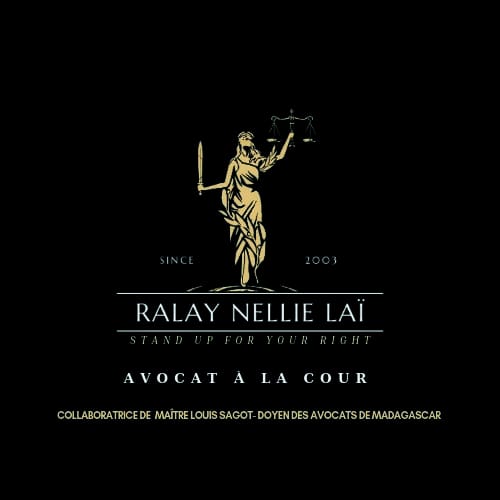 SINCE 2003
RALAY NELLIE LAÏ
STAND UP FOR YOUR RIGHT
AVOCAT À LA COUR
COLLABORATRICE DE MAÎTRE LOUIS SAGOT- DOYEN DES AVOCATS DE MADAGASCAR